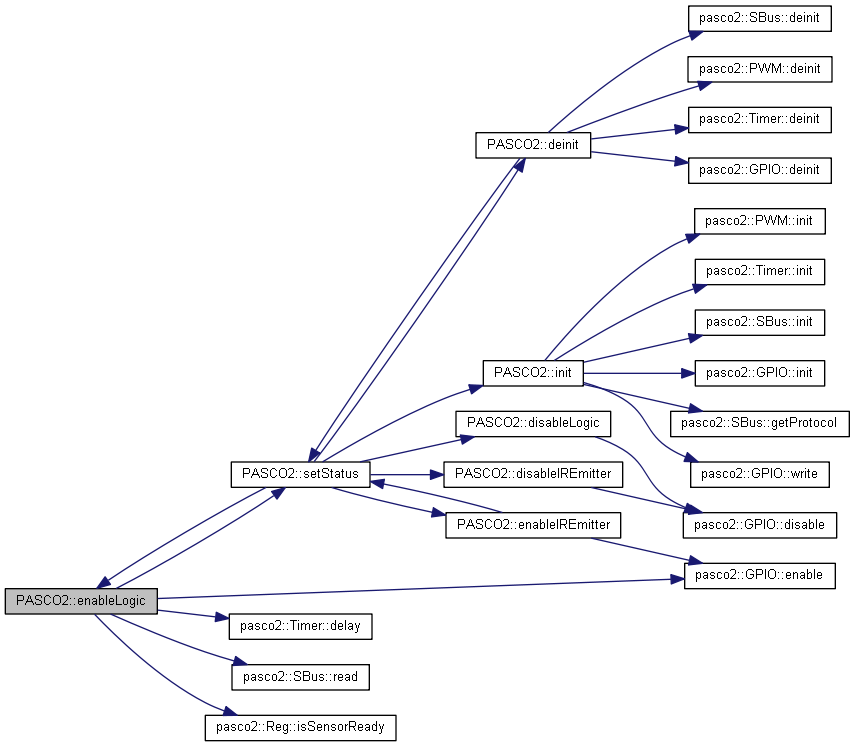 pasco2::SBus::deinit
pasco2::PWM::deinit
pasco2::Timer::deinit
PASCO2::deinit
pasco2::GPIO::deinit
pasco2::PWM::init
pasco2::Timer::init
pasco2::SBus::init
PASCO2::init
pasco2::GPIO::init
PASCO2::disableLogic
pasco2::SBus::getProtocol
PASCO2::setStatus
PASCO2::disableIREmitter
pasco2::GPIO::write
PASCO2::enableIREmitter
pasco2::GPIO::disable
pasco2::GPIO::enable
PASCO2::enableLogic
pasco2::Timer::delay
pasco2::SBus::read
pasco2::Reg::isSensorReady